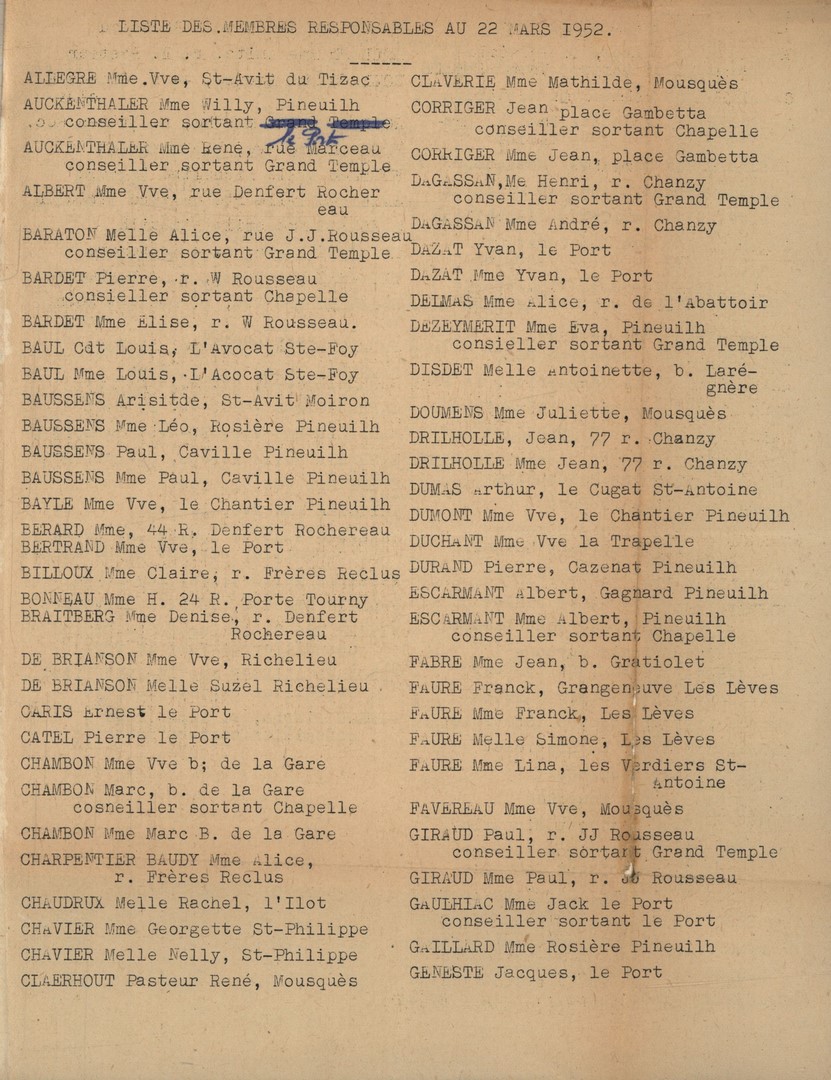 LISTE DES.MEMBRES RESPONSABLES AU 22 MARS 1952.
ALLEGRE Mme.Vve, St-Avit du Tizac
AUCKENTHALER Mme Willy, Pineuilh
conseiller sortant Grand Temple
le Port
AUCKENTHALER Mme René, rue Marceau
conseiller sortant Grand Temple
ALBERT Mme Vve, rue Denfert Rocher
eau
BARATON Melle Alice, rue J.J.Rousseau
conseiller sortant Grand Temple
BARDET Pierre, r. W Rousseau
consieller sortant Chapelle
BARDET Mme Elise, r. W Rousseau.
BAUL Cdt Louis, L'Avocat Ste-Foy
BAUL Mme Louis, L'Acocat Ste-Foy
BAUSSENS Arisitde, St-Avit Moiron
BAUSSENS Mme Léo, Rosière Pineuilh
BAUSSENS Paul, Caville Pineuilh
BAUSSENS Mme Paul, Caville Pineuilh
BAYLE Mme Vve, le Chantier Pineuilh
BERARD Mme, 44 R. Denfert Rochereau
BERTRAND Mme Vve, le Port
BILLOUX Mme Claire, r. Frères Reclus
BONNEAU Mme H. 24 R. Porte Tourny
BRAITBERG Mme Denise, r. Denfert
Rochereau
DE BRIANSON Mme Vve, Richelieu
DE BRIANSON Melle Suzel Richelieu
CARIS Ernest le Port
CATEL Pierre le Port
CHAMBON Mme Vve b; de la Gare
CHAMBON Marc, b. de la Gare
cosneiller sortant Chapelle
CHAMBON Mme Marc B. de la Gare
CHARPENTIER BAUDY Mme Alice,
r. Frères Reclus
CHAUDRUX Melle Rachel, l'Ilot
CHAVIER Mme Georgette St-Philippe
CHAVIER Melle Nelly, St-Philippe
CLAERHOUT Pasteur René, Mousquès
CLAVERIE Mme Mathilde, Mousquès
CORRIGER Jean place Gambetta
conseiller sortant Chapelle
CORRIGER Mme Jean, place Gambetta
DAGASSAN,Me Henri, r. Chanzy
conseiller sortant Grand Temple
DAGASSAN Mme André, r. Chanzy
DAZAT Yvan, le Port
DAZAT Mme Yvan, le Port
DELMAS Mme Alice, r. de l'Abattoir
DEZEYMERIT Mme Eva, Pineuilh
consieller sortant Grand Temple
DISDET Melle Antoinette, b. Laré-
gnère
DOUMENS Mme Juliette, Mousquès
DRILHOLLE, Jean, 77 r. Chanzy
DRILHOLLE Mme Jean, 77 r. Chanzy
DUMAS Arthur, le Cugat St-Antoine
DUMONT Mme Vve, le Chantier Pineuilh
DUCHANT Mme Vve la Trapelle
DURAND Pierre, Cazenat Pineuilh
ESCARMANT Albert, Gagnard Pineuilh
ESCARMANT Mme Albert, Pineuilh
conseiller sortant Chapelle
FABRE Mme Jean, b. Gratiolet
FAURE Franck, Grangeneuve Les Lèves
FAURE Mme Franck, Les Lèves
FAURE Melle Simone, Les Lèves
FAURE Mme Lina, les Verdiers St-
Antoine
FAVEREAU Mme Vve, Mousquès
GIRAUD Paul, r. JJ Rousseau
conseiller sortant Grand Temple
GIRAUD Mme Paul, r. Rousseau
GAULHIAC Mme Jack le Port
conseiller sortant le Port
GAILLARD Mme Rosière Pineuilh
GENESTE Jacques, le Port